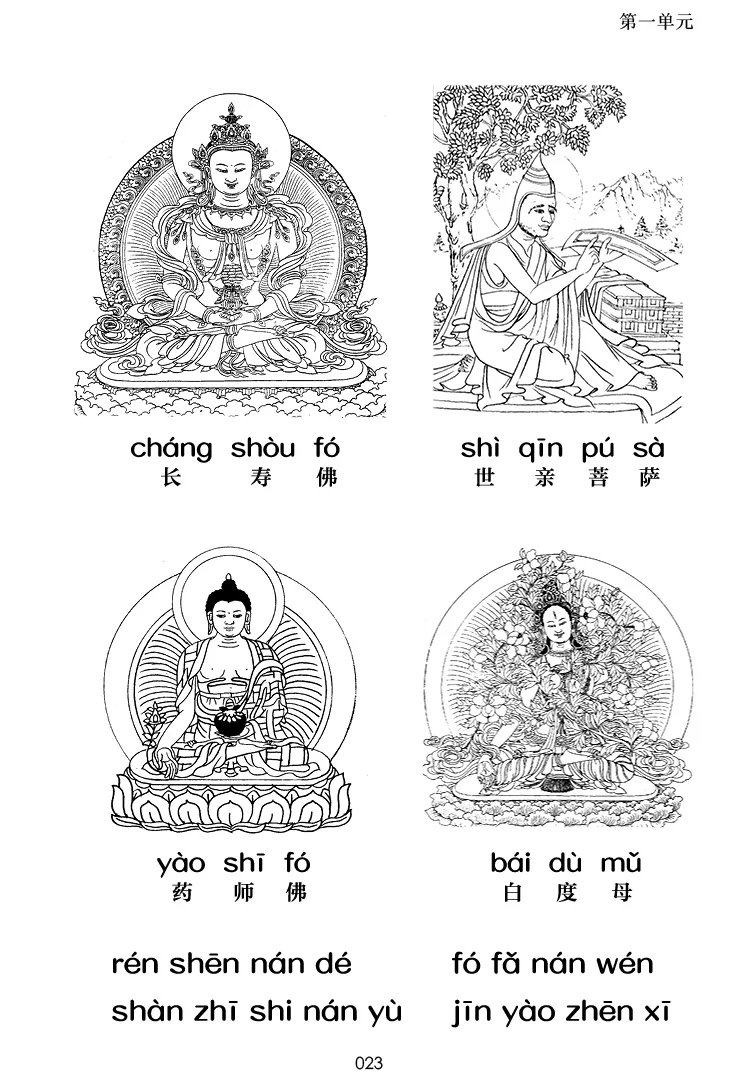 第一单元
cháng shòu fó
长 寿 佛
shì qīn pú sà
世 亲 菩 萨
yào shī fó
药 师 佛
bái dù mǔ
白 度 母
rén shēn nán dé
fó fǎ nán wén
shàn zhī shi nán yù
jīn yào zhēn xī
023